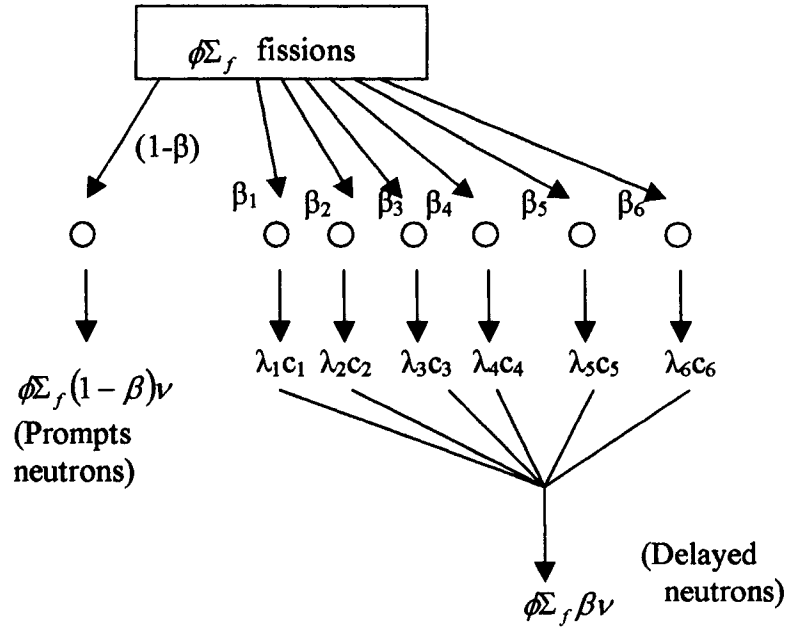 ϕΣ_f fissions
(1-β)
β₁ β₂ β₃ β₄ β₅ β₆
λ₁c₁ λ₂c₂ λ₃c₃ λ₄c₄ λ₅c₅ λ₆c₆
ϕΣ_f(1 − β)ν
(Prompts
neutrons)
(Delayed
neutrons)
ϕΣ_f βν